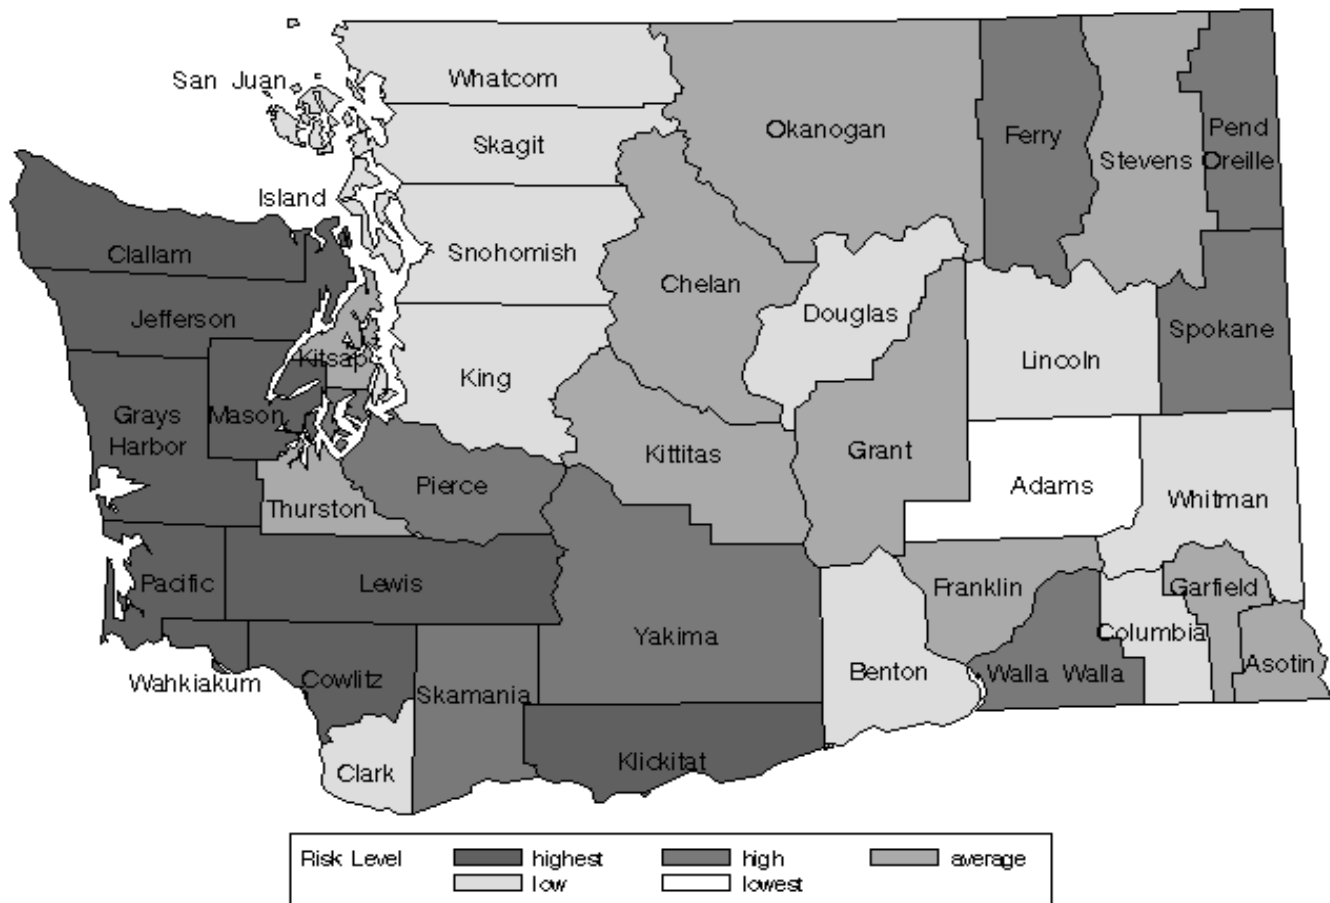 Whatcom
San Juan
Okanogan
Ferry
Pend
Oreille
Skagit
Stevens
Island
Clallam
Snohomish
Chelan
Jefferson
Douglas
Spokane
Kitsap
King
Lincoln
Grays
Harbor
Mason
Kittitas
Grant
Pierce
Adams
Whitman
Thurston
Pacific
Lewis
Franklin
Garfield
Yakima
Columbia
Wahkiakum
Cowlitz
Skamania
Benton
Walla Walla
Asotin
Clark
Klickitat
Risk Level highest high average
low lowest